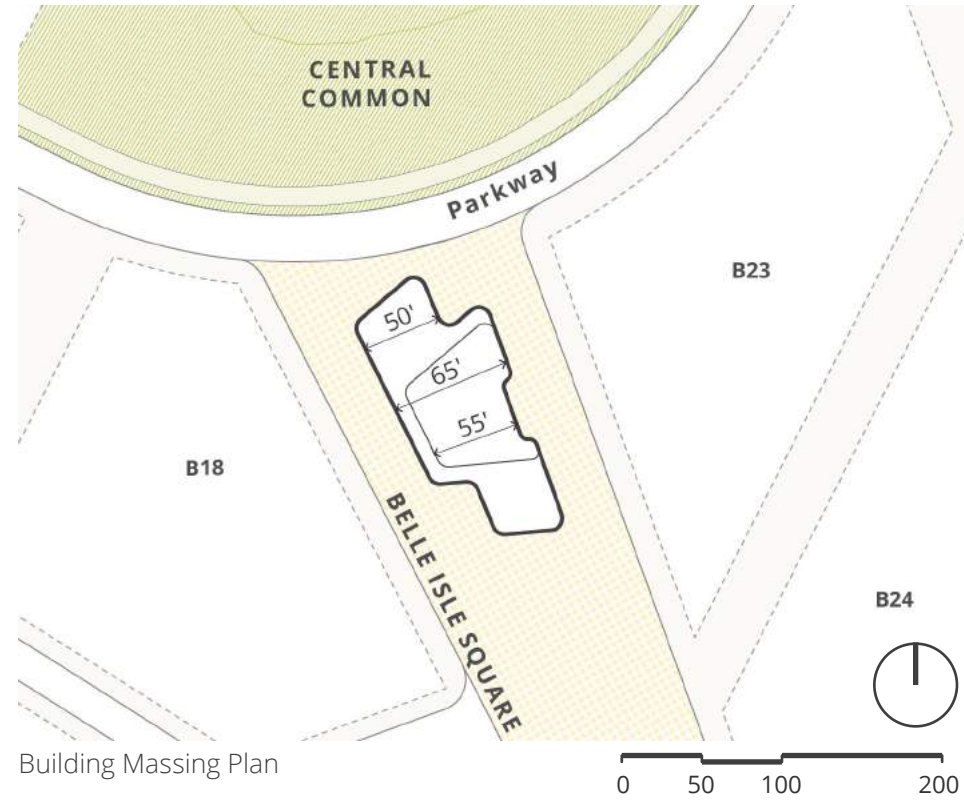 CENTRAL
COMMON
Parkway
B23
50'
65'
55'
B18
BELLE ISLE SQUARE
B24
Building Massing Plan
0 50 100 200